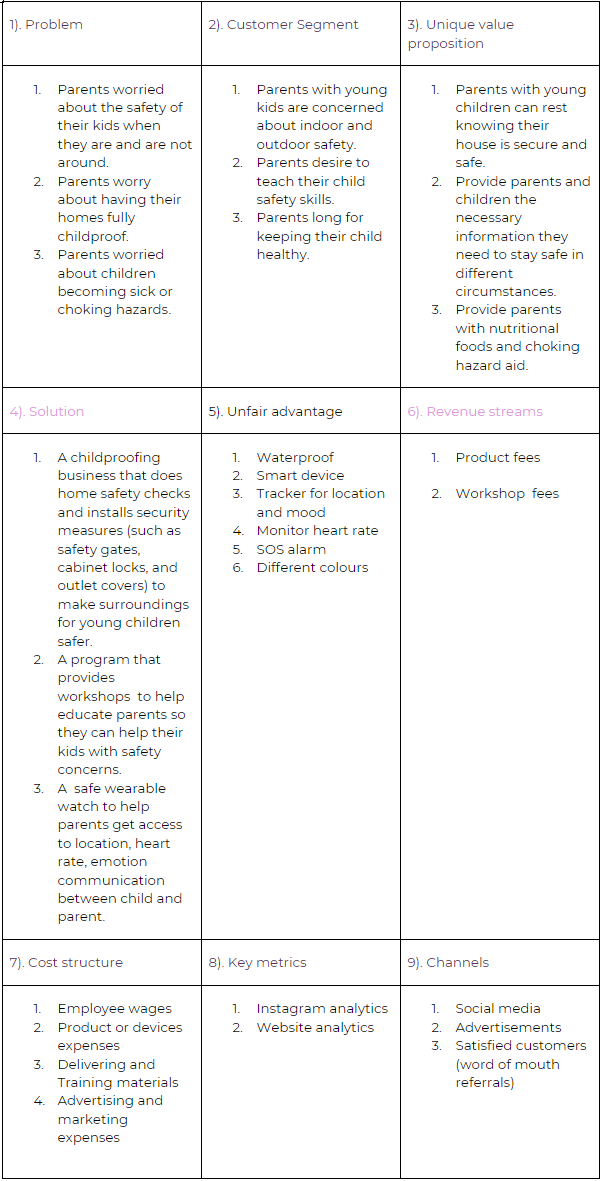 1). Problem
2). Customer Segment
3). Unique value
proposition
1. Parents worried
about the safety of
their kids when
they are and are not
around.
2. Parents worry
about having their
homes fully
childproof.
3. Parents worried
about children
becoming sick or
choking hazards.
1. Parents with young
kids are concerned
about indoor and
outdoor safety.
2. Parents desire to
teach their child
safety skills.
3. Parents long for
keeping their child
healthy.
1. Parents with young
children can rest
knowing their
house is secure and
safe.
2. Provide parents and
children the
necessary
information they
need to stay safe in
different
circumstances.
3. Provide parents
with nutritional
foods and choking
hazard aid.
4). Solution
5). Unfair advantage
6). Revenue streams
1. A childproofing
business that does
home safety checks
and installs security
measures (such as
safety gates,
cabinet locks, and
outlet covers) to
make surroundings
for young children
safer.
2. A program that
provides
workshops to help
educate parents so
they can help their
kids with safety
concerns.
3. A safe wearable
watch to help
parents get access
to location, heart
rate, emotion
communication
between child and
parent.
1. Waterproof
2. Smart device
3. Tracker for location
and mood
4. Monitor heart rate
5. SOS alarm
6. Different colours
1. Product fees
2. Workshop fees
7). Cost structure
8). Key metrics
9). Channels
1. Employee wages
2. Product or devices
expenses
3. Delivering and
Training materials
4. Advertising and
marketing
expenses
1. Instagram analytics
2. Website analytics
1. Social media
2. Advertisements
3. Satisfied customers
(word of mouth
referrals)